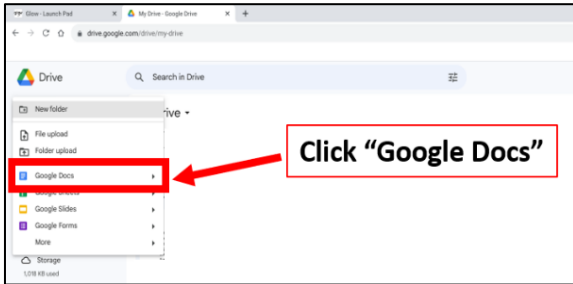 Glow - Launch Pad
My Drive - Google Drive
drive.google.com/drive/my-drive
Drive
Search in Drive
New folder
rive
File upload
Folder upload
Click “Google Docs”
Google Docs
Google Sheets
Google Slides
Google Forms
More
Storage
1,018 KB used